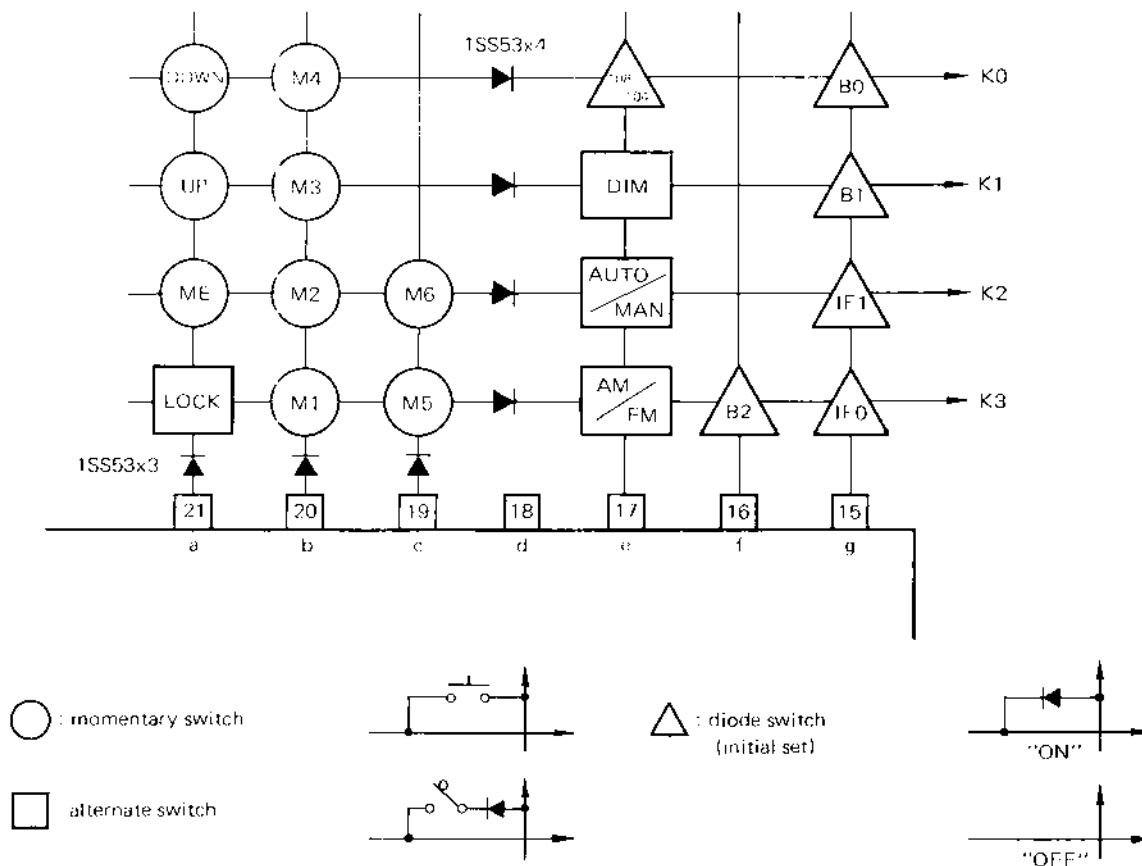 1SS53x4
DOWN M4 B0 K0
UP M3 DIM B1 K1
ME M2 M6 AUTO MAN IF1 K2
LOCK M1 M5 AM FM B2 IF0 K3
1SS53x3
21 20 19 18 17 16 15
a b c d e f g
: momentary switch
: diode switch
(initial set)
"ON"
alternate switch
"OFF"